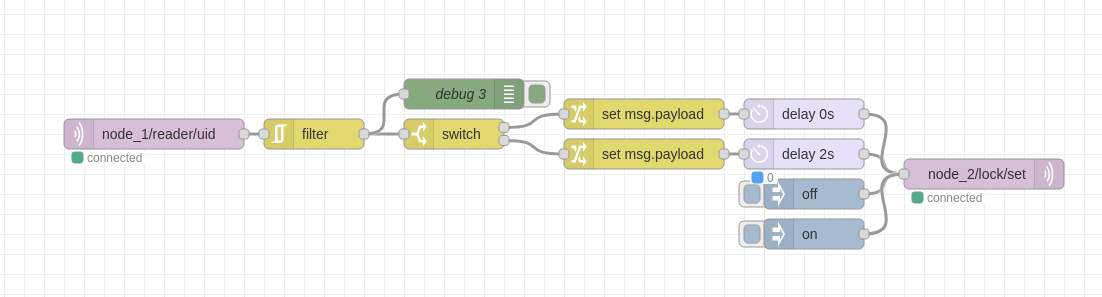 debug 3
node_1/reader/uid
connected
filter
switch
set msg.payload
delay 0s
set msg.payload
delay 2s
0
off
on
node_2/lock/set
connected